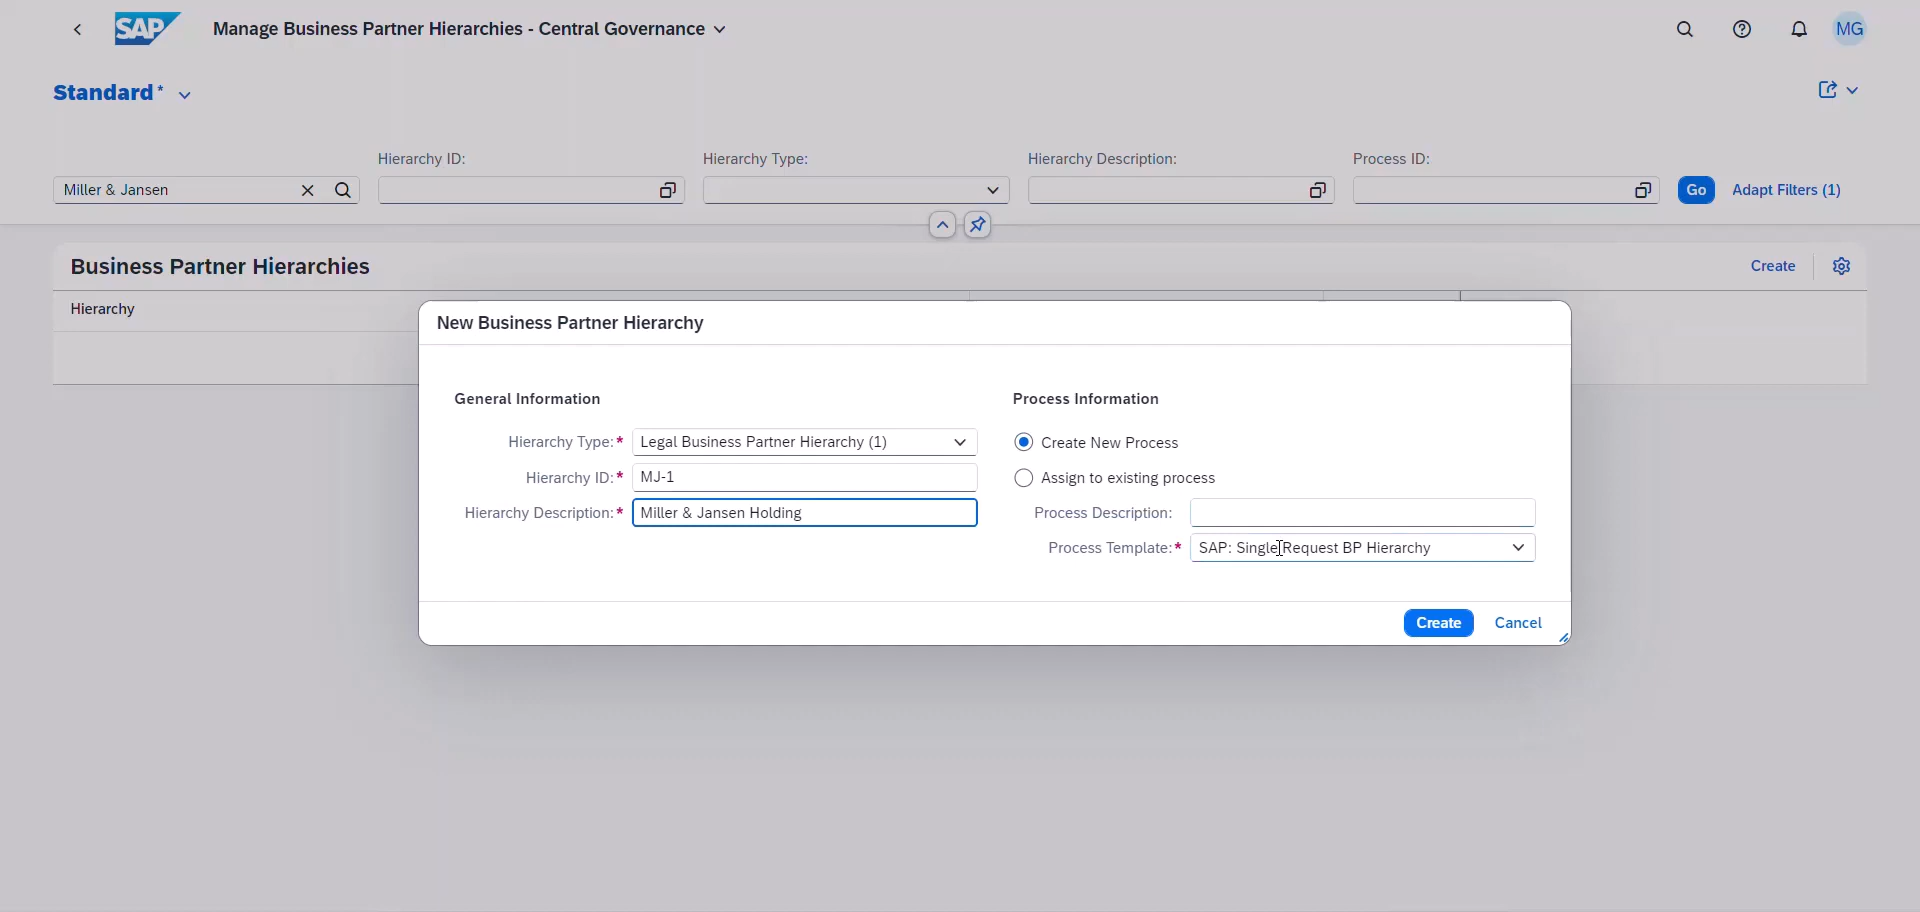 SAP Manage Business Partner Hierarchies - Central Governance MG
Standard*
Hierarchy ID: Hierarchy Type: Hierarchy Description: Process ID:
Miller & Jansen Go Adapt Filters (1)
Business Partner Hierarchies Create
Hierarchy
New Business Partner Hierarchy
General Information
Hierarchy Type:* Legal Business Partner Hierarchy (1)
Hierarchy ID:* MJ-1
Hierarchy Description:* Miller & Jansen Holding
Process Information
Create New Process
Assign to existing process
Process Description:
Process Template:* SAP: Single Request BP Hierarchy
Create Cancel